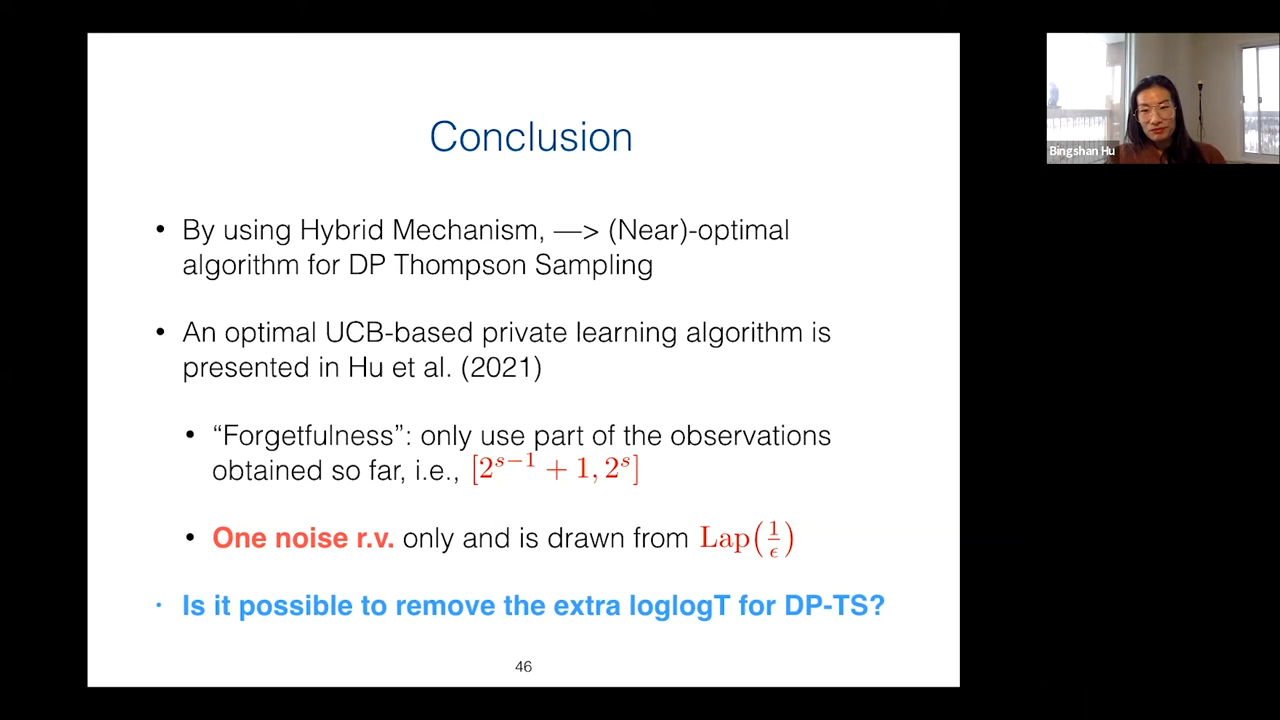 Conclusion
• By using Hybrid Mechanism, —> (Near)-optimal
algorithm for DP Thompson Sampling
• An optimal UCB-based private learning algorithm is
presented in Hu et al. (2021)
• “Forgetfulness”: only use part of the observations
obtained so far, i.e., [2^{s−1} + 1, 2^s]
• One noise r.v. only and is drawn from Lap(1/ϵ)
• Is it possible to remove the extra loglogT for DP-TS?
46
Bingshan Hu